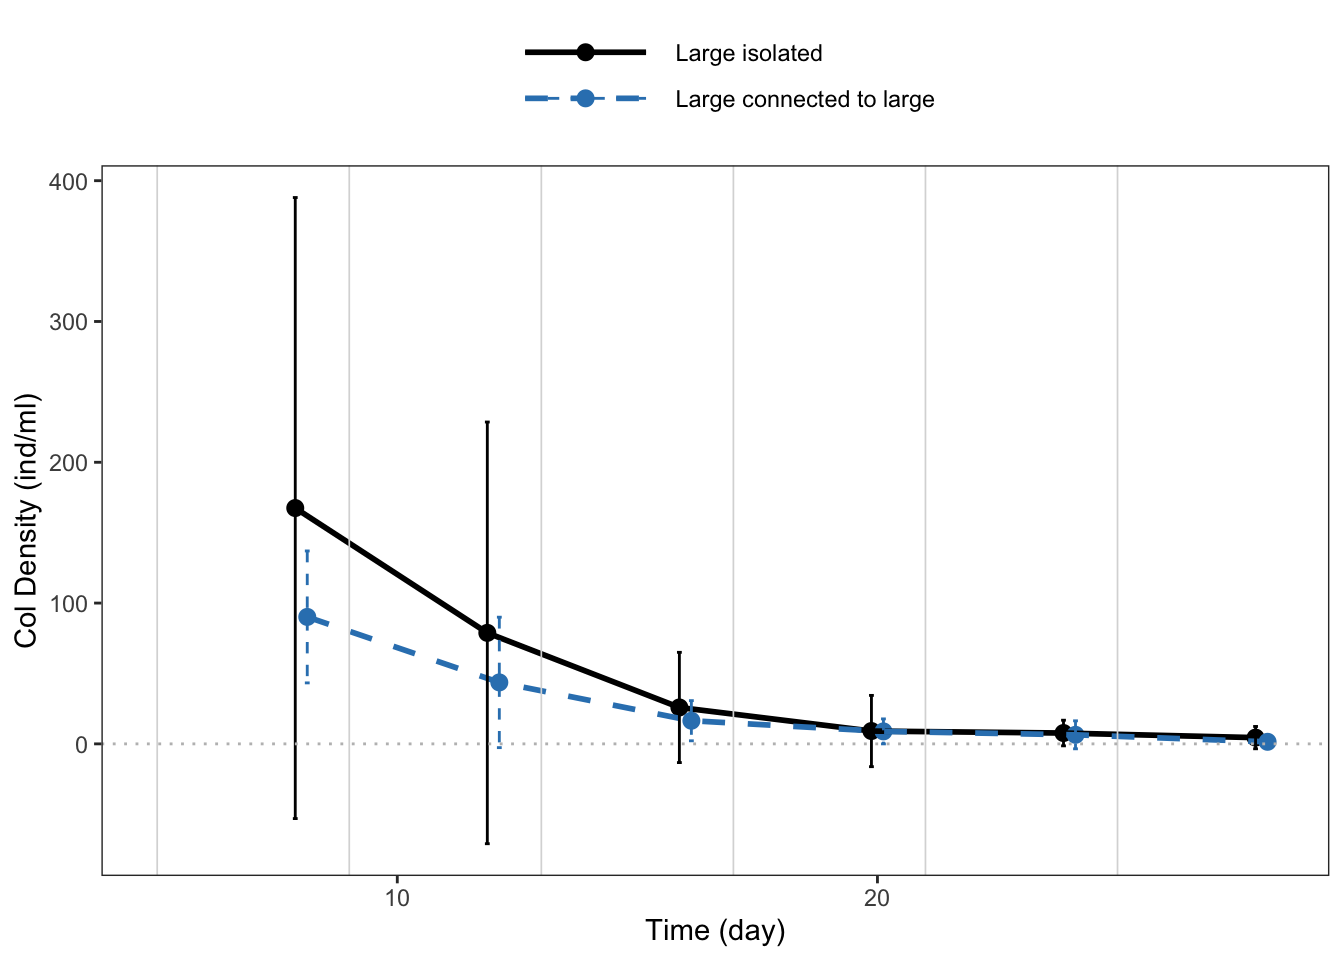 Large isolated
Large connected to large
400
300
200
100
0
Col Density (ind/ml)
10
20
Time (day)